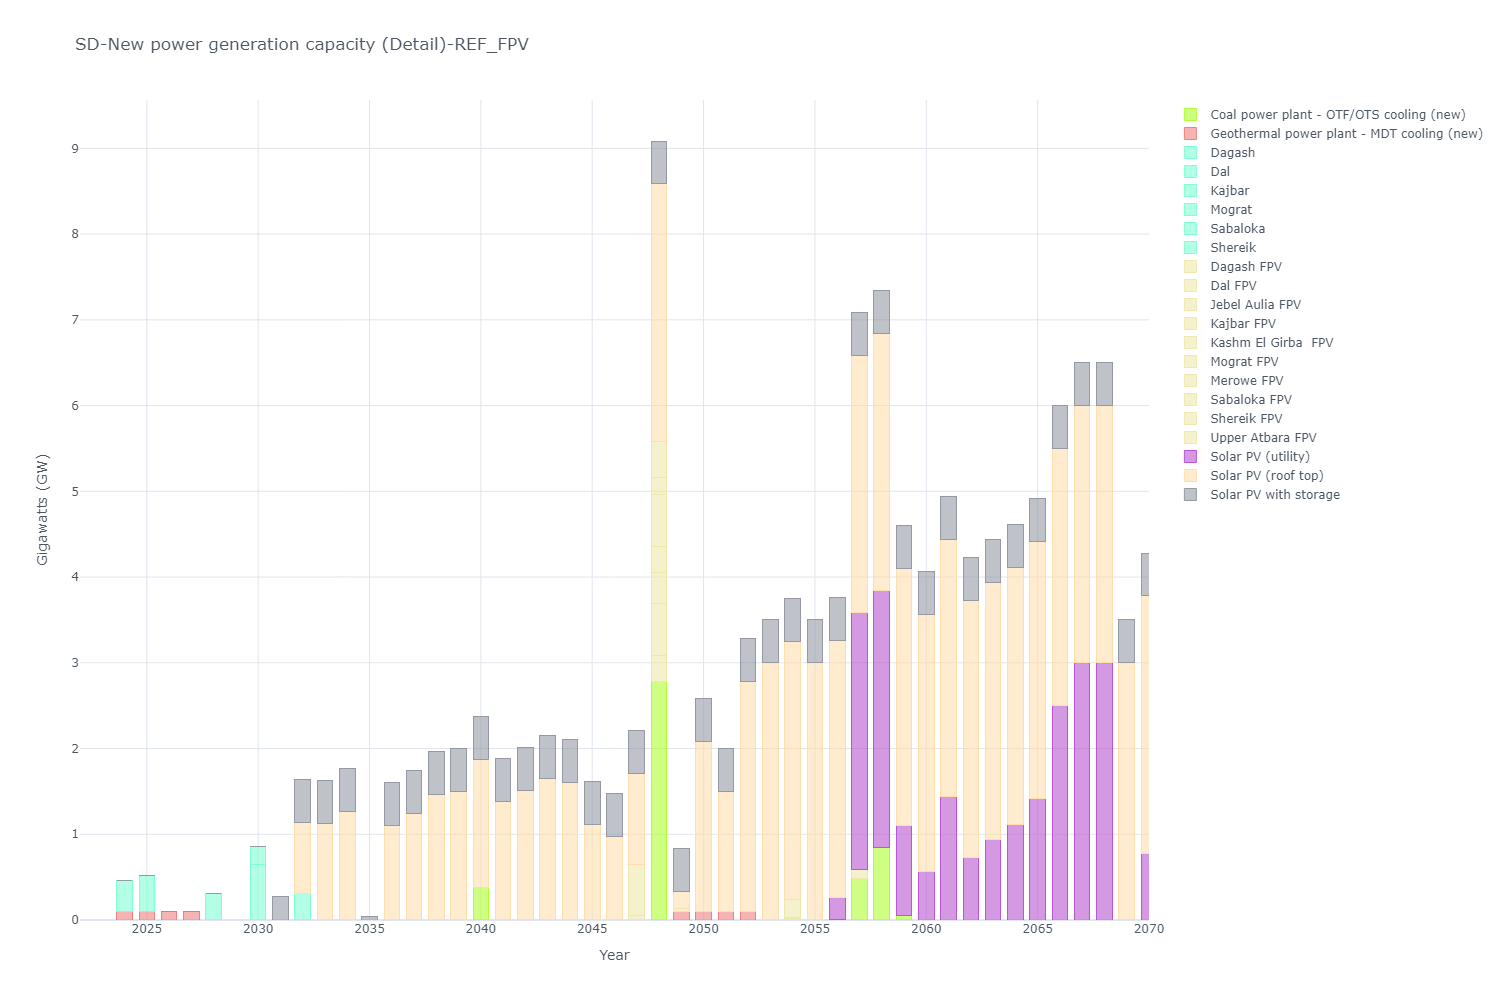 SD-New power generation capacity (Detail)-REF_FPV
Coal power plant - OTF/OTS cooling (new)
Geothermal power plant - MDT cooling (new)
Dagash
Dal
Kajbar
Mograt
Sabaloka
Shereik
Dagash FPV
Dal FPV
Jebel Aulia FPV
Kajbar FPV
Kashm El Girba  FPV
Mograt FPV
Merowe FPV
Sabaloka FPV
Shereik FPV
Upper Atbara FPV
Solar PV (utility)
Solar PV (roof top)
Solar PV with storage
Gigawatts (GW)
9
8
7
6
5
4
3
2
1
0
2025 2030 2035 2040 2045 2050 2055 2060 2065 2070
Year